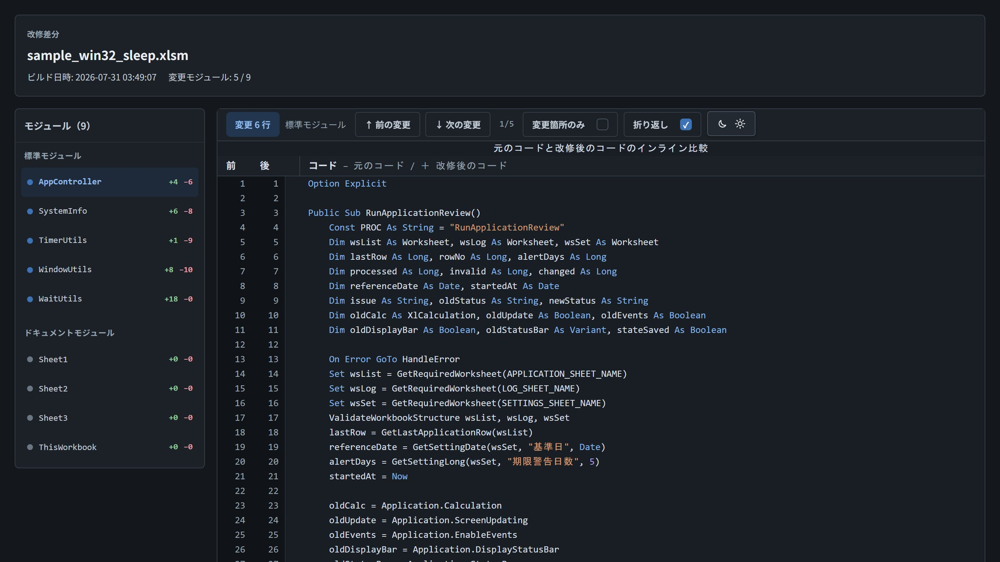 改修差分
sample_win32_sleep.xlsm
ビルド日時: 2026-07-31 03:49:07 変更モジュール: 5 / 9
モジュール（9）
標準モジュール
AppController +4 −6
SystemInfo +6 −8
TimerUtils +1 −9
WindowUtils +8 −10
WaitUtils +18 −0
ドキュメントモジュール
Sheet1 +0 −0
Sheet2 +0 −0
Sheet3 +0 −0
ThisWorkbook +0 −0
変更 6 行 標準モジュール ↑ 前の変更 ↓ 次の変更 1/5 変更箇所のみ 折り返し
元のコードと改修後のコードのインライン比較
前 後 コード − 元のコード / ＋ 改修後のコード
1 1 Option Explicit
2 2
3 3 Public Sub RunApplicationReview()
4 4 Const PROC As String = "RunApplicationReview"
5 5 Dim wsList As Worksheet, wsLog As Worksheet, wsSet As Worksheet
6 6 Dim lastRow As Long, rowNo As Long, alertDays As Long
7 7 Dim processed As Long, invalid As Long, changed As Long
8 8 Dim referenceDate As Date, startedAt As Date
9 9 Dim issue As String, oldStatus As String, newStatus As String
10 10 Dim oldCalc As XlCalculation, oldUpdate As Boolean, oldEvents As Boolean
11 11 Dim oldDisplayBar As Boolean, oldStatusBar As Variant, stateSaved As Boolean
12 12
13 13 On Error GoTo HandleError
14 14 Set wsList = GetRequiredWorksheet(APPLICATION_SHEET_NAME)
15 15 Set wsLog = GetRequiredWorksheet(LOG_SHEET_NAME)
16 16 Set wsSet = GetRequiredWorksheet(SETTINGS_SHEET_NAME)
17 17 ValidateWorkbookStructure wsList, wsLog, wsSet
18 18 lastRow = GetLastApplicationRow(wsList)
19 19 referenceDate = GetSettingDate(wsSet, "基準日", Date)
20 20 alertDays = GetSettingLong(wsSet, "期限警告日数", 5)
21 21 startedAt = Now
22 22
23 23 oldCalc = Application.Calculation
24 24 oldUpdate = Application.ScreenUpdating
25 25 oldEvents = Application.EnableEvents
26 26 oldDisplayBar = Application.DisplayStatusBar